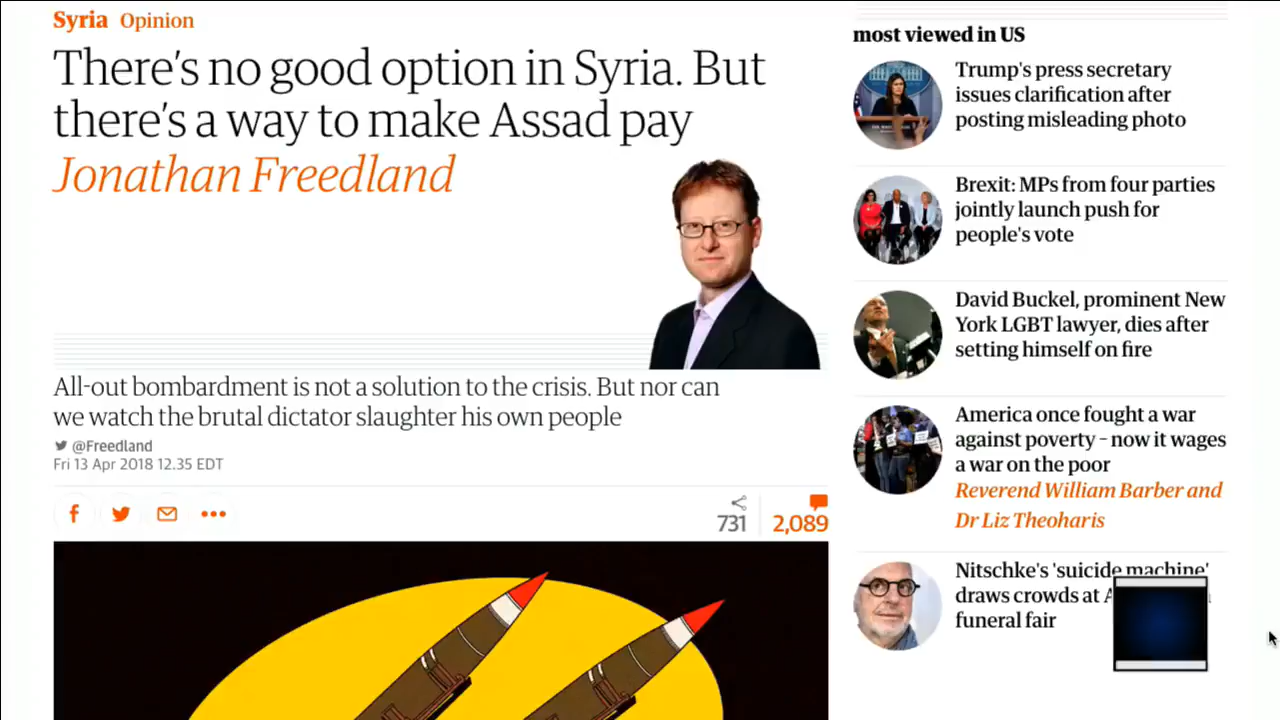 Syria Opinion
There's no good option in Syria. But
there's a way to make Assad pay
Jonathan Freedland
All-out bombardment is not a solution to the crisis. But nor can
we watch the brutal dictator slaughter his own people
@Freedland
Fri 13 Apr 2018 12.35 EDT
731
2,089
most viewed in US
Trump's press secretary
issues clarification after
posting misleading photo
Brexit: MPs from four parties
jointly launch push for
people's vote
David Buckel, prominent New
York LGBT lawyer, dies after
setting himself on fire
America once fought a war
against poverty – now it wages
a war on the poor
Reverend William Barber and
Dr Liz Theoharis
Nitschke's 'suicide machine'
draws crowds at
funeral fair